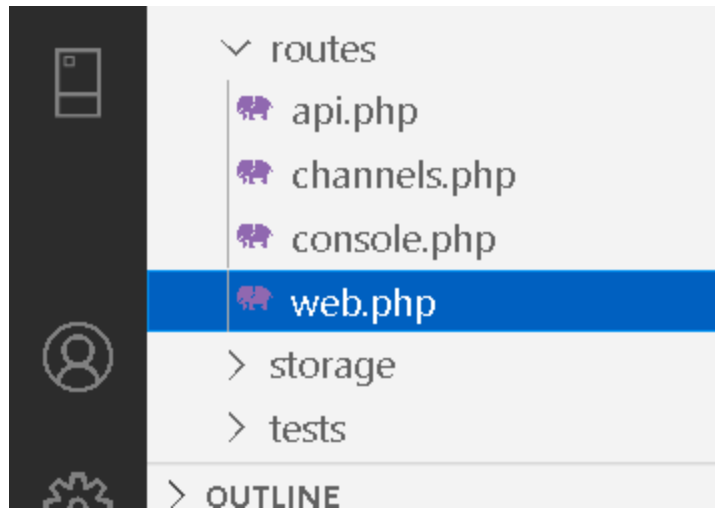 routes
api.php
channels.php
console.php
web.php
storage
tests
OUTLINE